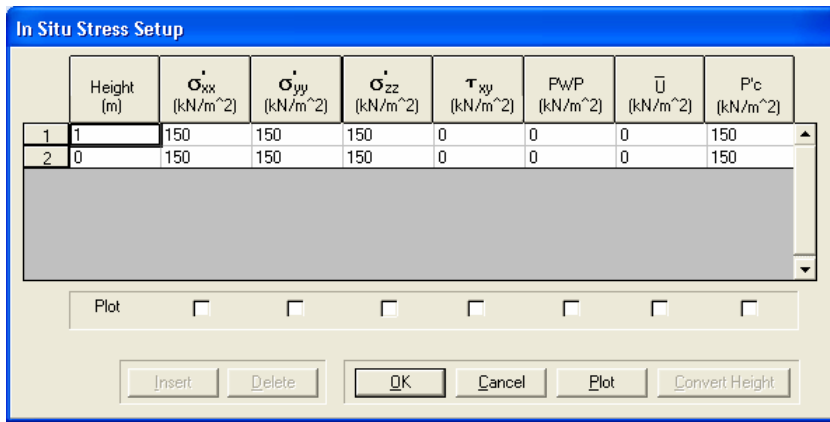 In Situ Stress Setup
Height σ'xx σ'yy σ'zz τxy PWP Ū P'c
(m) (kN/m^2) (kN/m^2) (kN/m^2) (kN/m^2) (kN/m^2) (kN/m^2) (kN/m^2)
1 1 150 150 150 0 0 0 150
2 0 150 150 150 0 0 0 150
Plot
Insert Delete OK Cancel Plot Convert Height